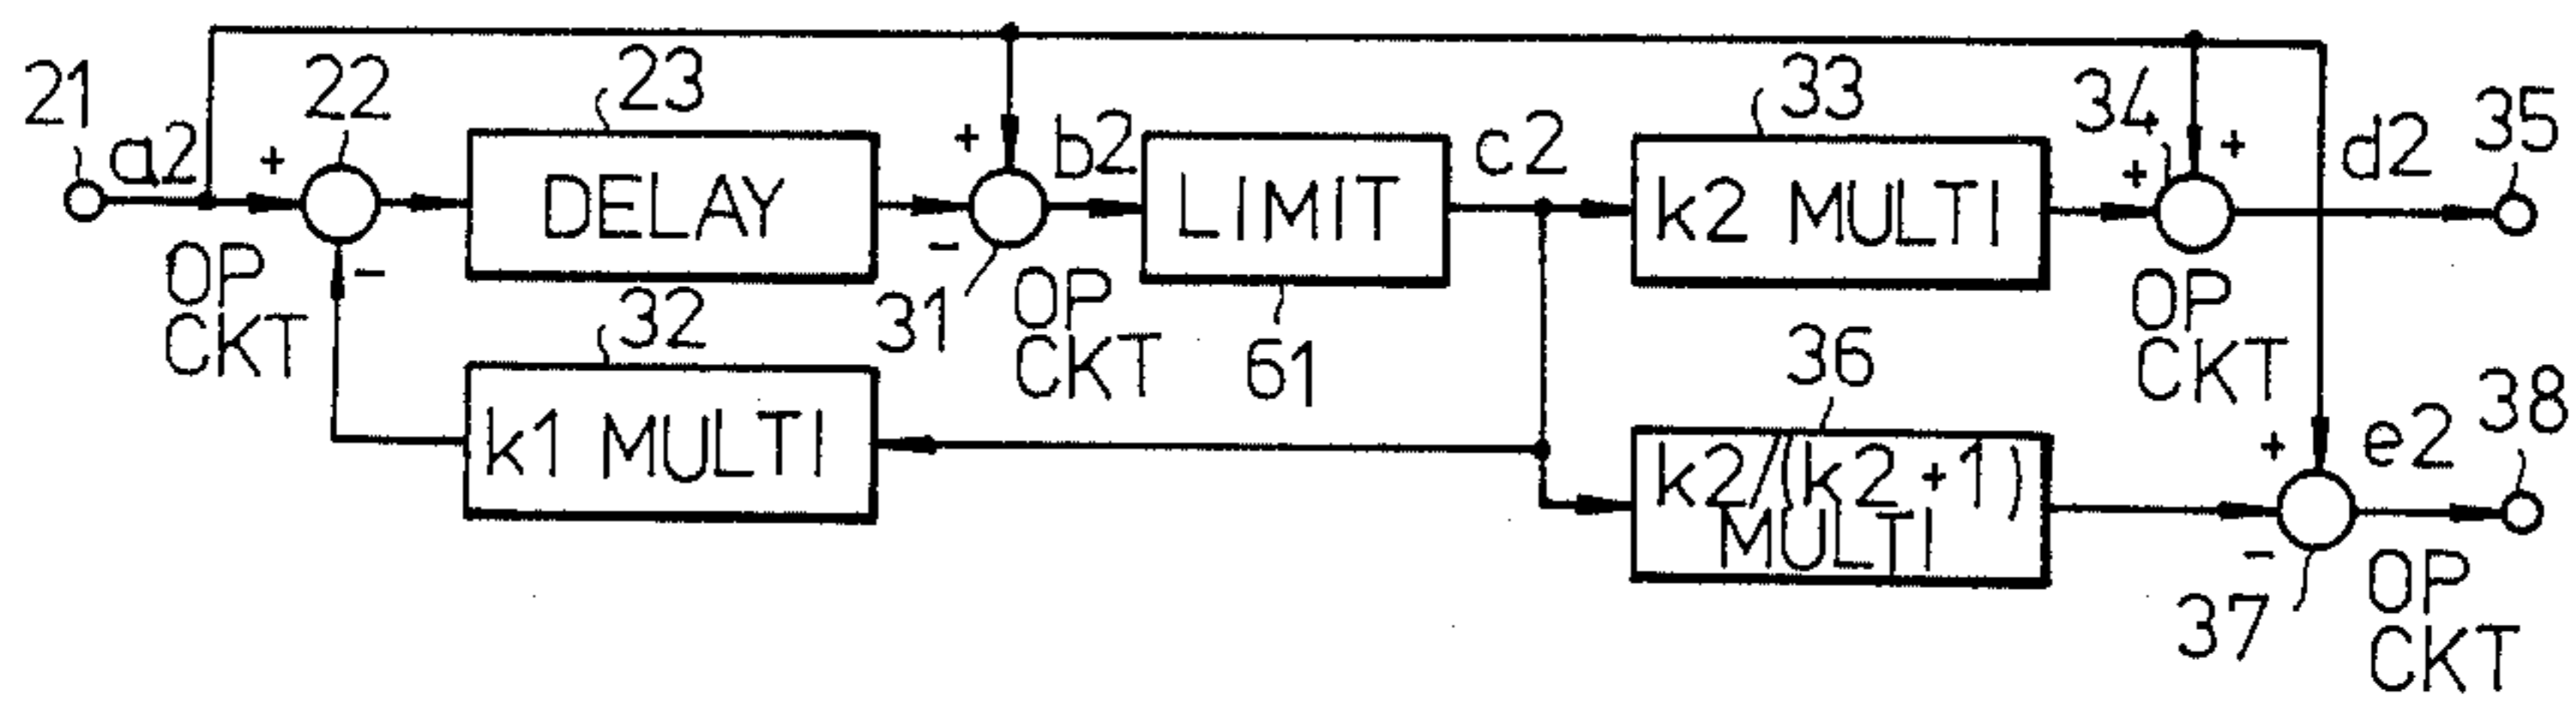 21
a2
+
22
-
OP
CKT
23
DELAY
32
k1 MULTI
+
-
31
b2
OP
CKT
LIMIT
61
c2
33
k2 MULTI
36
k2/(k2+1)
MULTI
34
+
+
OP
CKT
d2
35
+
-
37
e2
OP
CKT
38